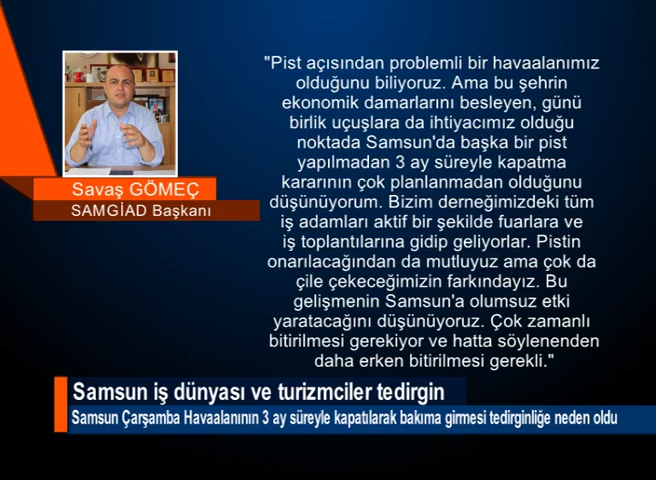 "Pist açısından problemli bir havaalanımız
olduğunu biliyoruz. Ama bu şehrin
ekonomik damarlarını besleyen, günü
birlik uçuşlara da ihtiyacımız olduğu
noktada Samsun'da başka bir pist
yapılmadan 3 ay süreyle kapatma
kararının çok planlanmadan olduğunu
düşünüyorum. Bizim derneğimizdeki tüm
iş adamları aktif bir şekilde fuarlara ve
iş toplantılarına gidip geliyorlar. Pistin
onarılacağından da mutluyuz ama çok da
çile çekeceğimizin farkındayız. Bu
gelişmenin Samsun'a olumsuz etki
yaratacağını düşünüyoruz. Çok zamanlı
bitirilmesi gerekiyor ve hatta söylenenden
daha erken bitirilmesi gerekli."
Savaş GÖMEÇ
SAMGİAD Başkanı
Samsun iş dünyası ve turizmciler tedirgin
Samsun Çarşamba Havaalanının 3 ay süreyle kapatılarak bakıma girmesi tedirginliğe neden oldu